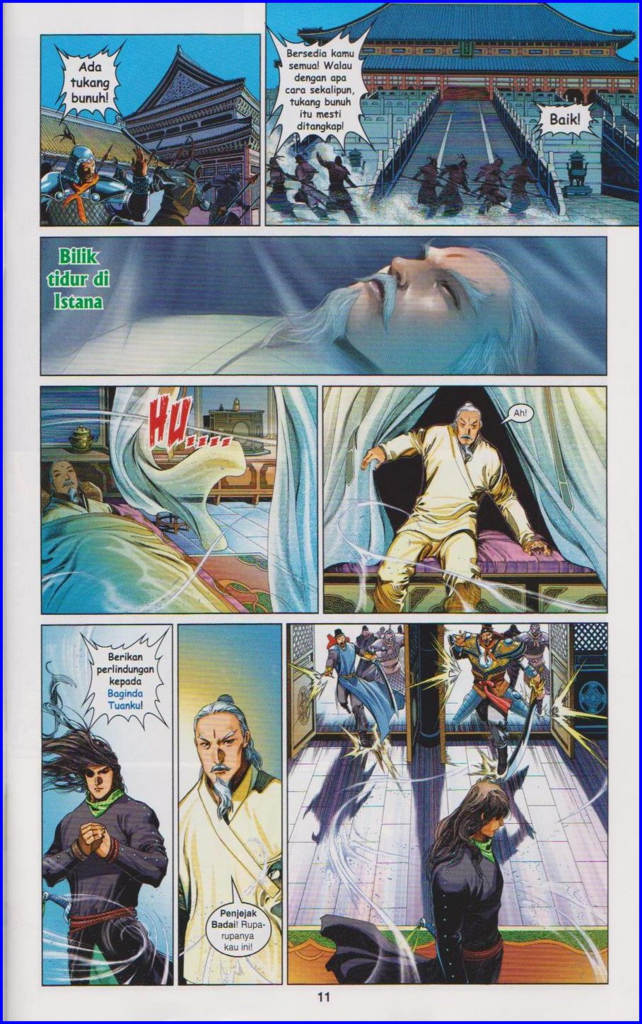 Ada
tukang
bunuh!
Bersedia kamu
semua! Walau
dengan apa
cara sekalipun,
tukang bunuh
itu mesti
ditangkap!
Baik!
Bilik
tidur di
Istana
HU....
Ah!
Berikan
perlindungan
kepada
Baginda
Tuanku!
Penjejak
Badai! Rupa-
rupanya
kau ini!
11